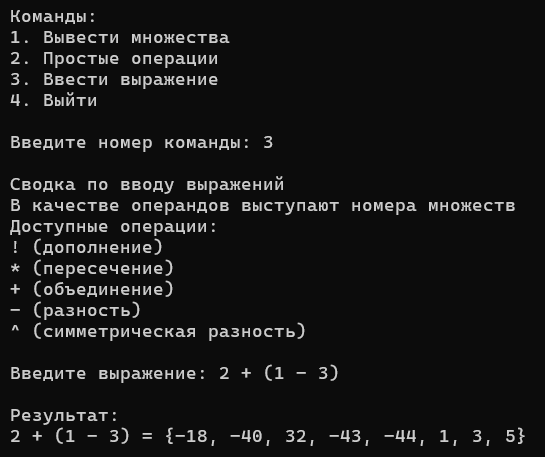 Команды:
1. Вывести множества
2. Простые операции
3. Ввести выражение
4. Выйти
Введите номер команды: 3
Сводка по вводу выражений
В качестве операндов выступают номера множеств
Доступные операции:
! (дополнение)
* (пересечение)
+ (объединение)
- (разность)
^ (симметрическая разность)
Введите выражение: 2 + (1 - 3)
Результат:
2 + (1 - 3) = {-18, -40, 32, -43, -44, 1, 3, 5}